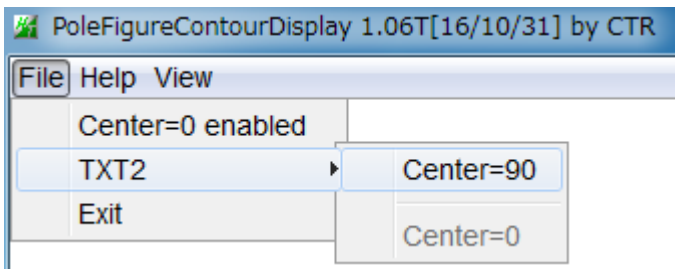 PoleFigureContourDisplay 1.06T[16/10/31] by CTR
File Help View
Center=0 enabled
TXT2 Center=90
Exit
Center=0